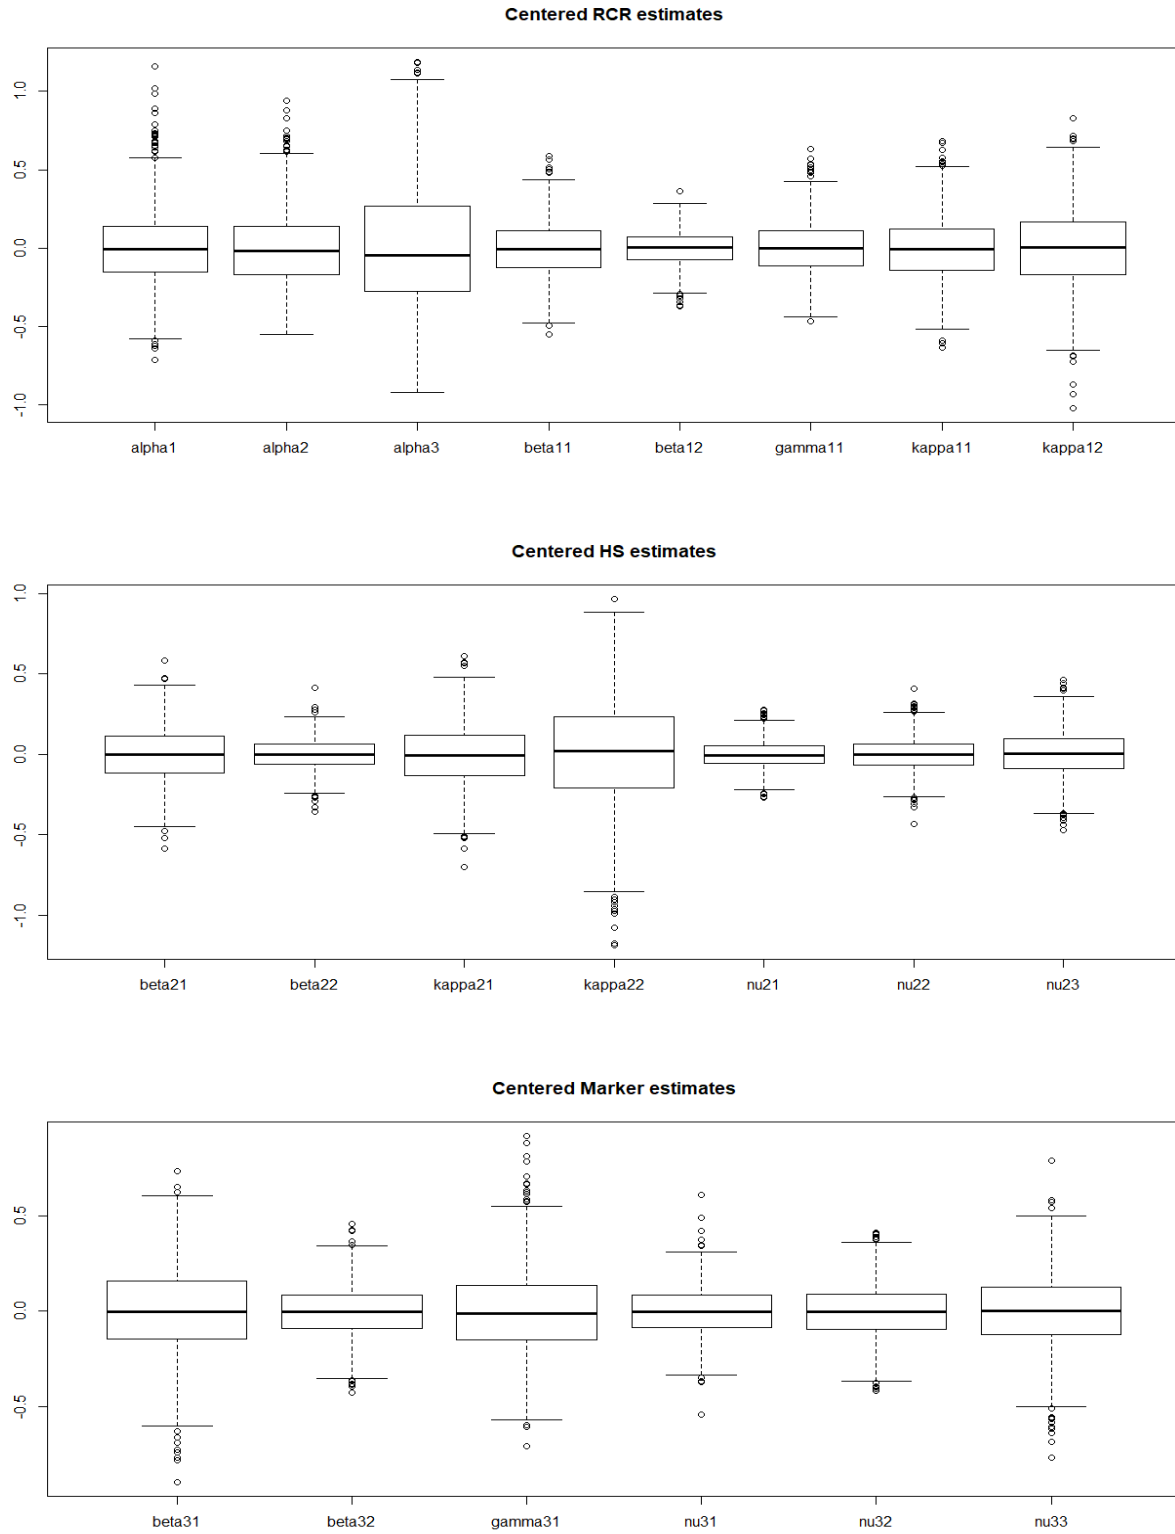 Centered RCR estimates
1.0
0.5
0.0
-0.5
-1.0
alpha1 alpha2 alpha3 beta11 beta12 gamma11 kappa11 kappa12
Centered HS estimates
1.0
0.5
0.0
-0.5
-1.0
beta21 beta22 kappa21 kappa22 nu21 nu22 nu23
Centered Marker estimates
0.5
0.0
-0.5
beta31 beta32 gamma31 nu31 nu32 nu33